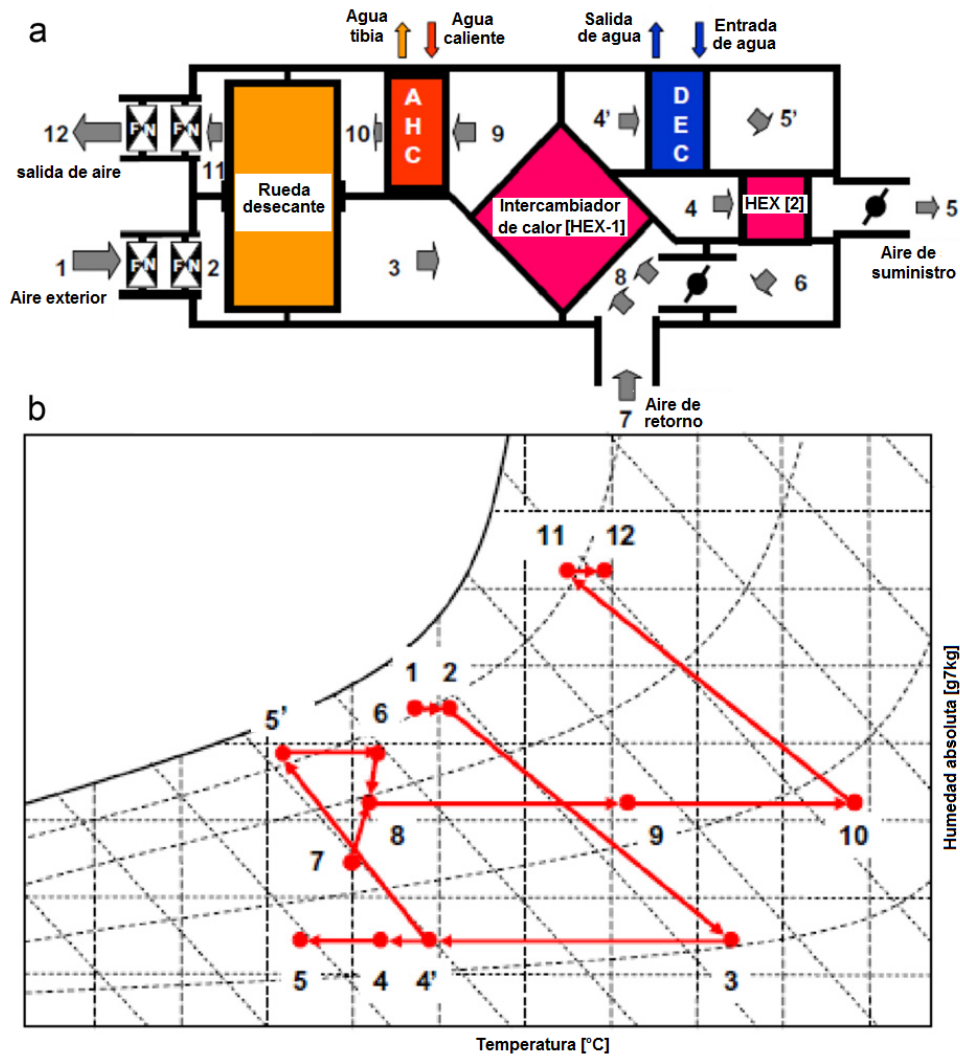 a
Agua
tibia
Agua
caliente
Salida
de agua
Entrada
de agua
12
salida de aire
FN FN
11
10
AHC
9
4’
DEC
5’
Rueda
desecante
Intercambiador
de calor [HEX-1]
4
HEX [2]
5
Aire de
suministro
1
FN FN
2
Aire exterior
3
8
6
7
Aire de
retorno
b
11 12
1 2
5’ 6
8
9
10
7
5 4 4’
3
Humedad absoluta [g7kg]
Temperatura [°C]